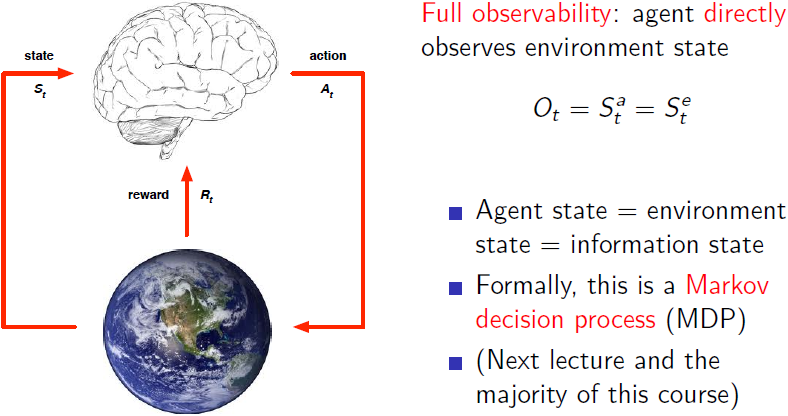 state
S_t
action
A_t
reward R_t
Full observability: agent directly
observes environment state
O_t = S_t^a = S_t^e
Agent state = environment
state = information state
Formally, this is a Markov
decision process (MDP)
(Next lecture and the
majority of this course)